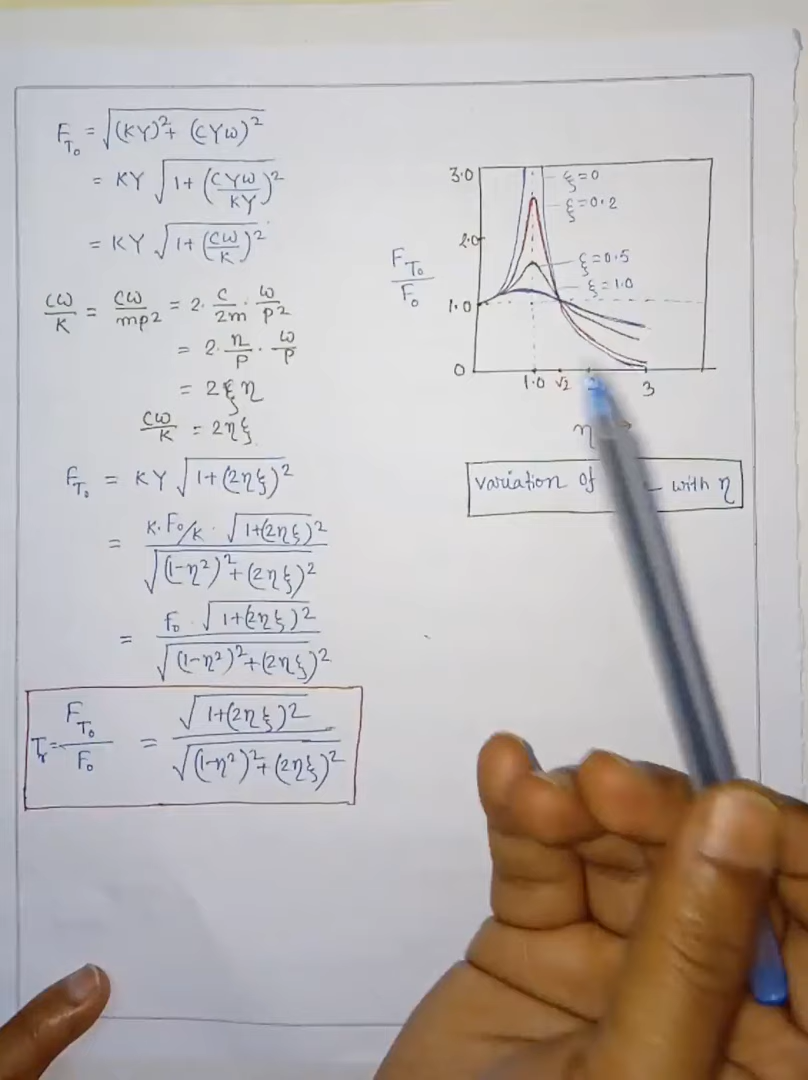 F_T₀ = √(KY)² + (CYω)²
= KY √1 + (CYω/KY)²
= KY √1 + (Cω/K)²
Cω/K = Cω/mp² = 2 · C/2m · ω/p²
= 2 · n/p · ω/p
= 2ξη
Cω/K = 2ηξ
F_T₀ = KY √1 + (2ηξ)²
= K·F₀/K · √1+(2ηξ)² / √(1-η²)² + (2ηξ)²
= F₀ · √1+(2ηξ)² / √(1-η²)² + (2ηξ)²
Tr = F_T₀/F₀ = √1+(2ηξ)² / √(1-η²)² + (2ηξ)²
3.0
ξ=0
ξ=0.2
2.0
ξ=0.5
F_T₀/F₀
ξ=1.0
1.0
0
1.0 √2 3
η →
Variation of with η